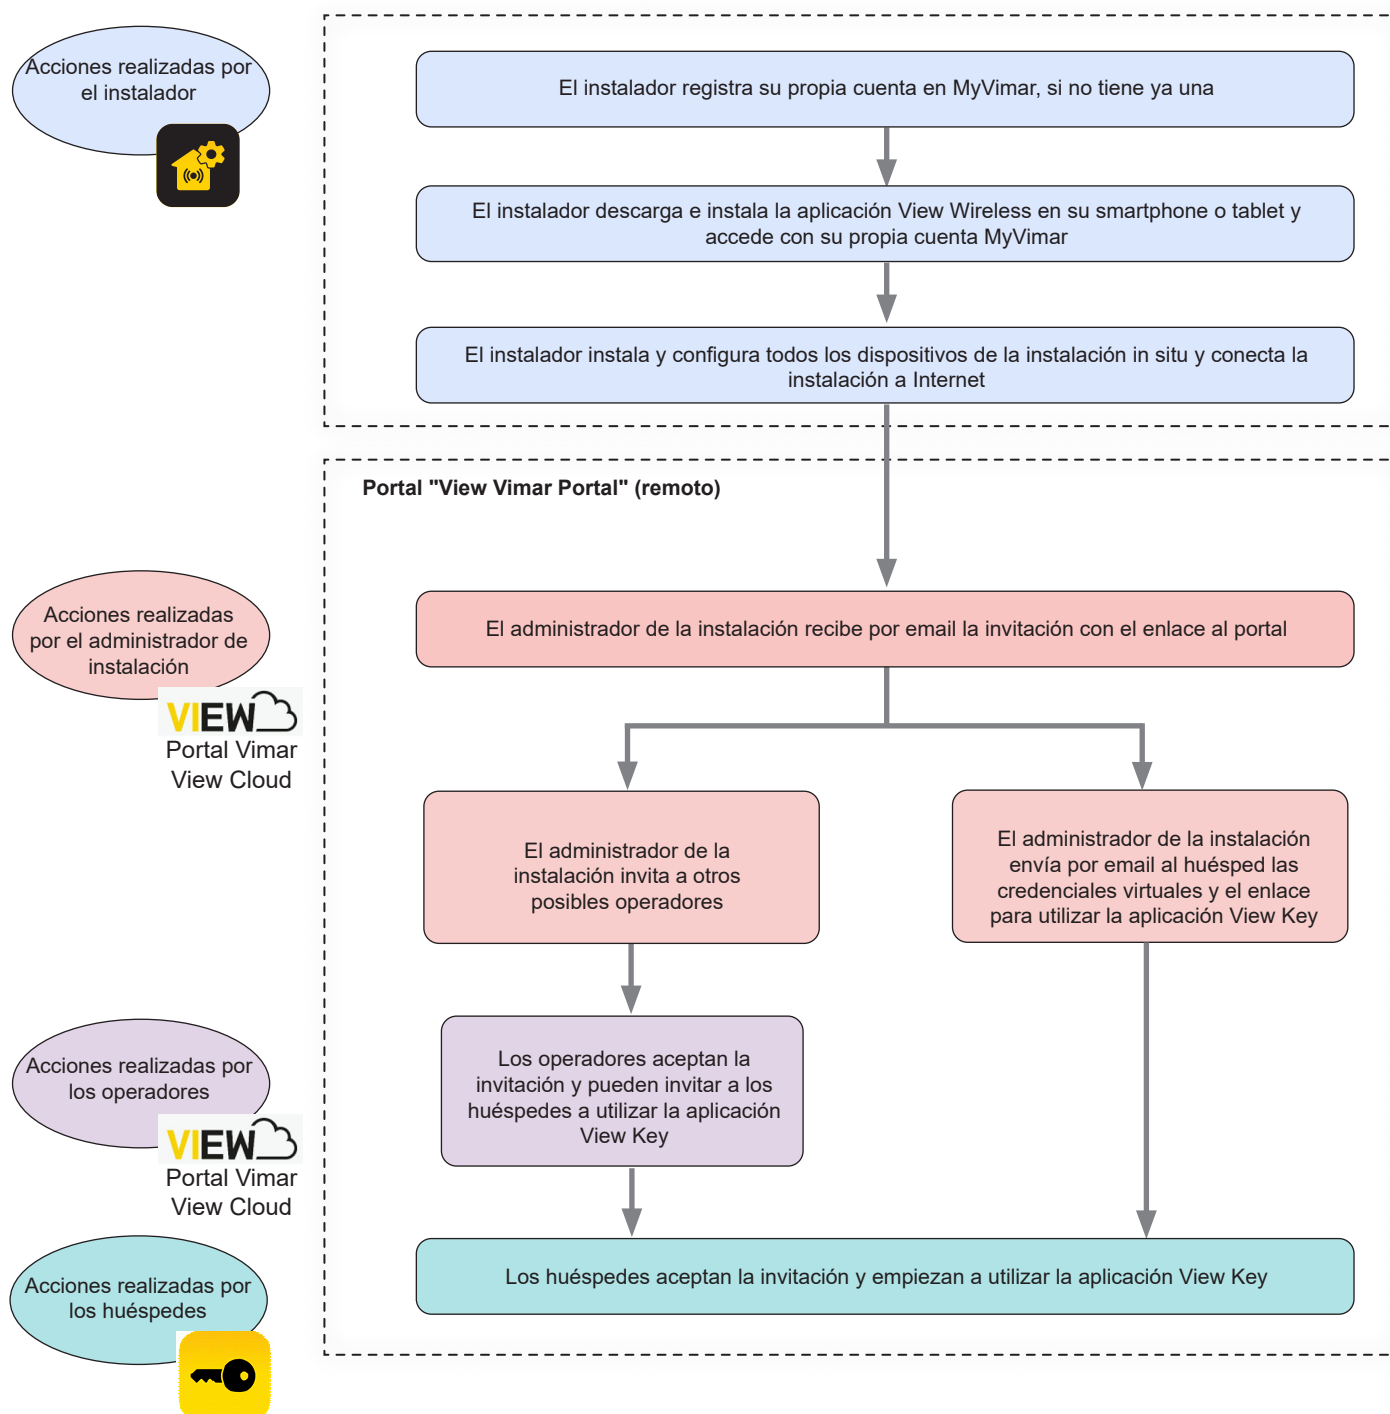 Acciones realizadas por
el instalador
El instalador registra su propia cuenta en MyVimar, si no tiene ya una
El instalador descarga e instala la aplicación View Wireless en su smartphone o tablet y
accede con su propia cuenta MyVimar
El instalador instala y configura todos los dispositivos de la instalación in situ y conecta la
instalación a Internet
Portal "View Vimar Portal" (remoto)
Acciones realizadas
por el administrador de
instalación
VIEW
Portal Vimar
View Cloud
El administrador de la instalación recibe por email la invitación con el enlace al portal
El administrador de la
instalación invita a otros
posibles operadores
El administrador de la instalación
envía por email al huésped las
credenciales virtuales y el enlace
para utilizar la aplicación View Key
Acciones realizadas por
los operadores
VIEW
Portal Vimar
View Cloud
Los operadores aceptan la
invitación y pueden invitar a los
huéspedes a utilizar la aplicación
View Key
Acciones realizadas por
los huéspedes
Los huéspedes aceptan la invitación y empiezan a utilizar la aplicación View Key